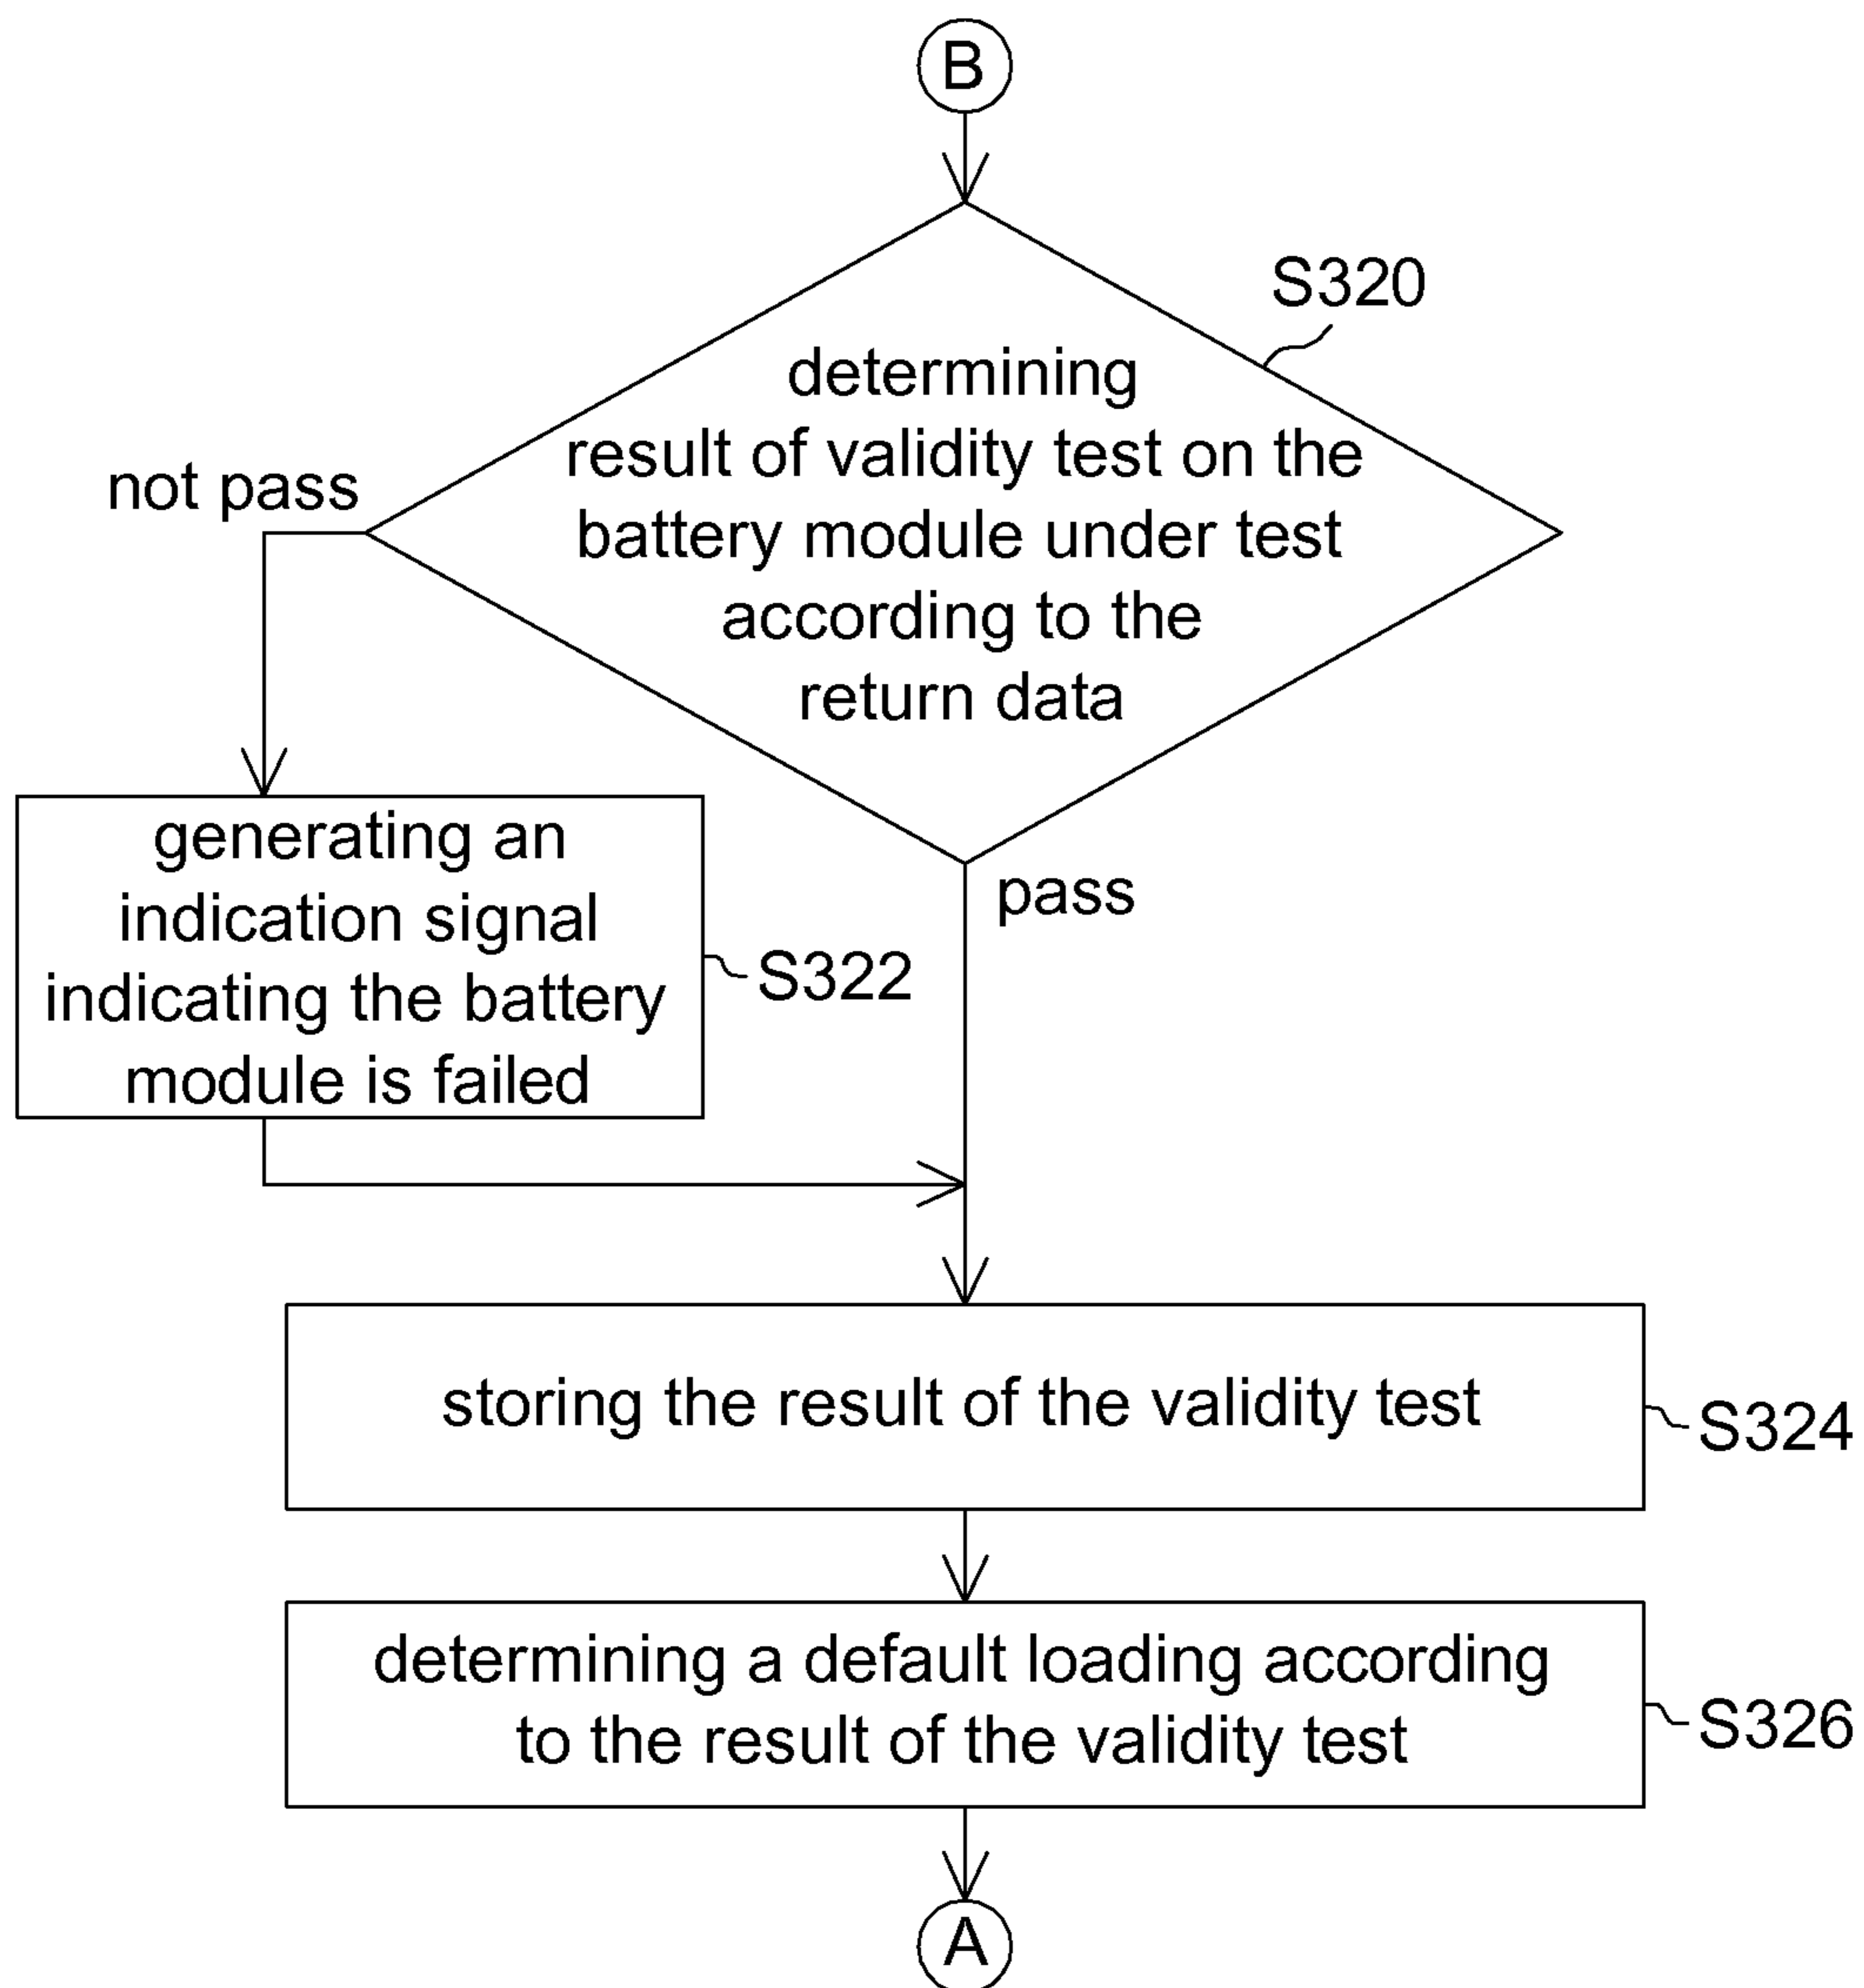 B
S320
determining
result of validity test on the
battery module under test
according to the
return data
not pass
pass
generating an
indication signal
indicating the battery
module is failed
S322
storing the result of the validity test
S324
determining a default loading according
to the result of the validity test
S326
A